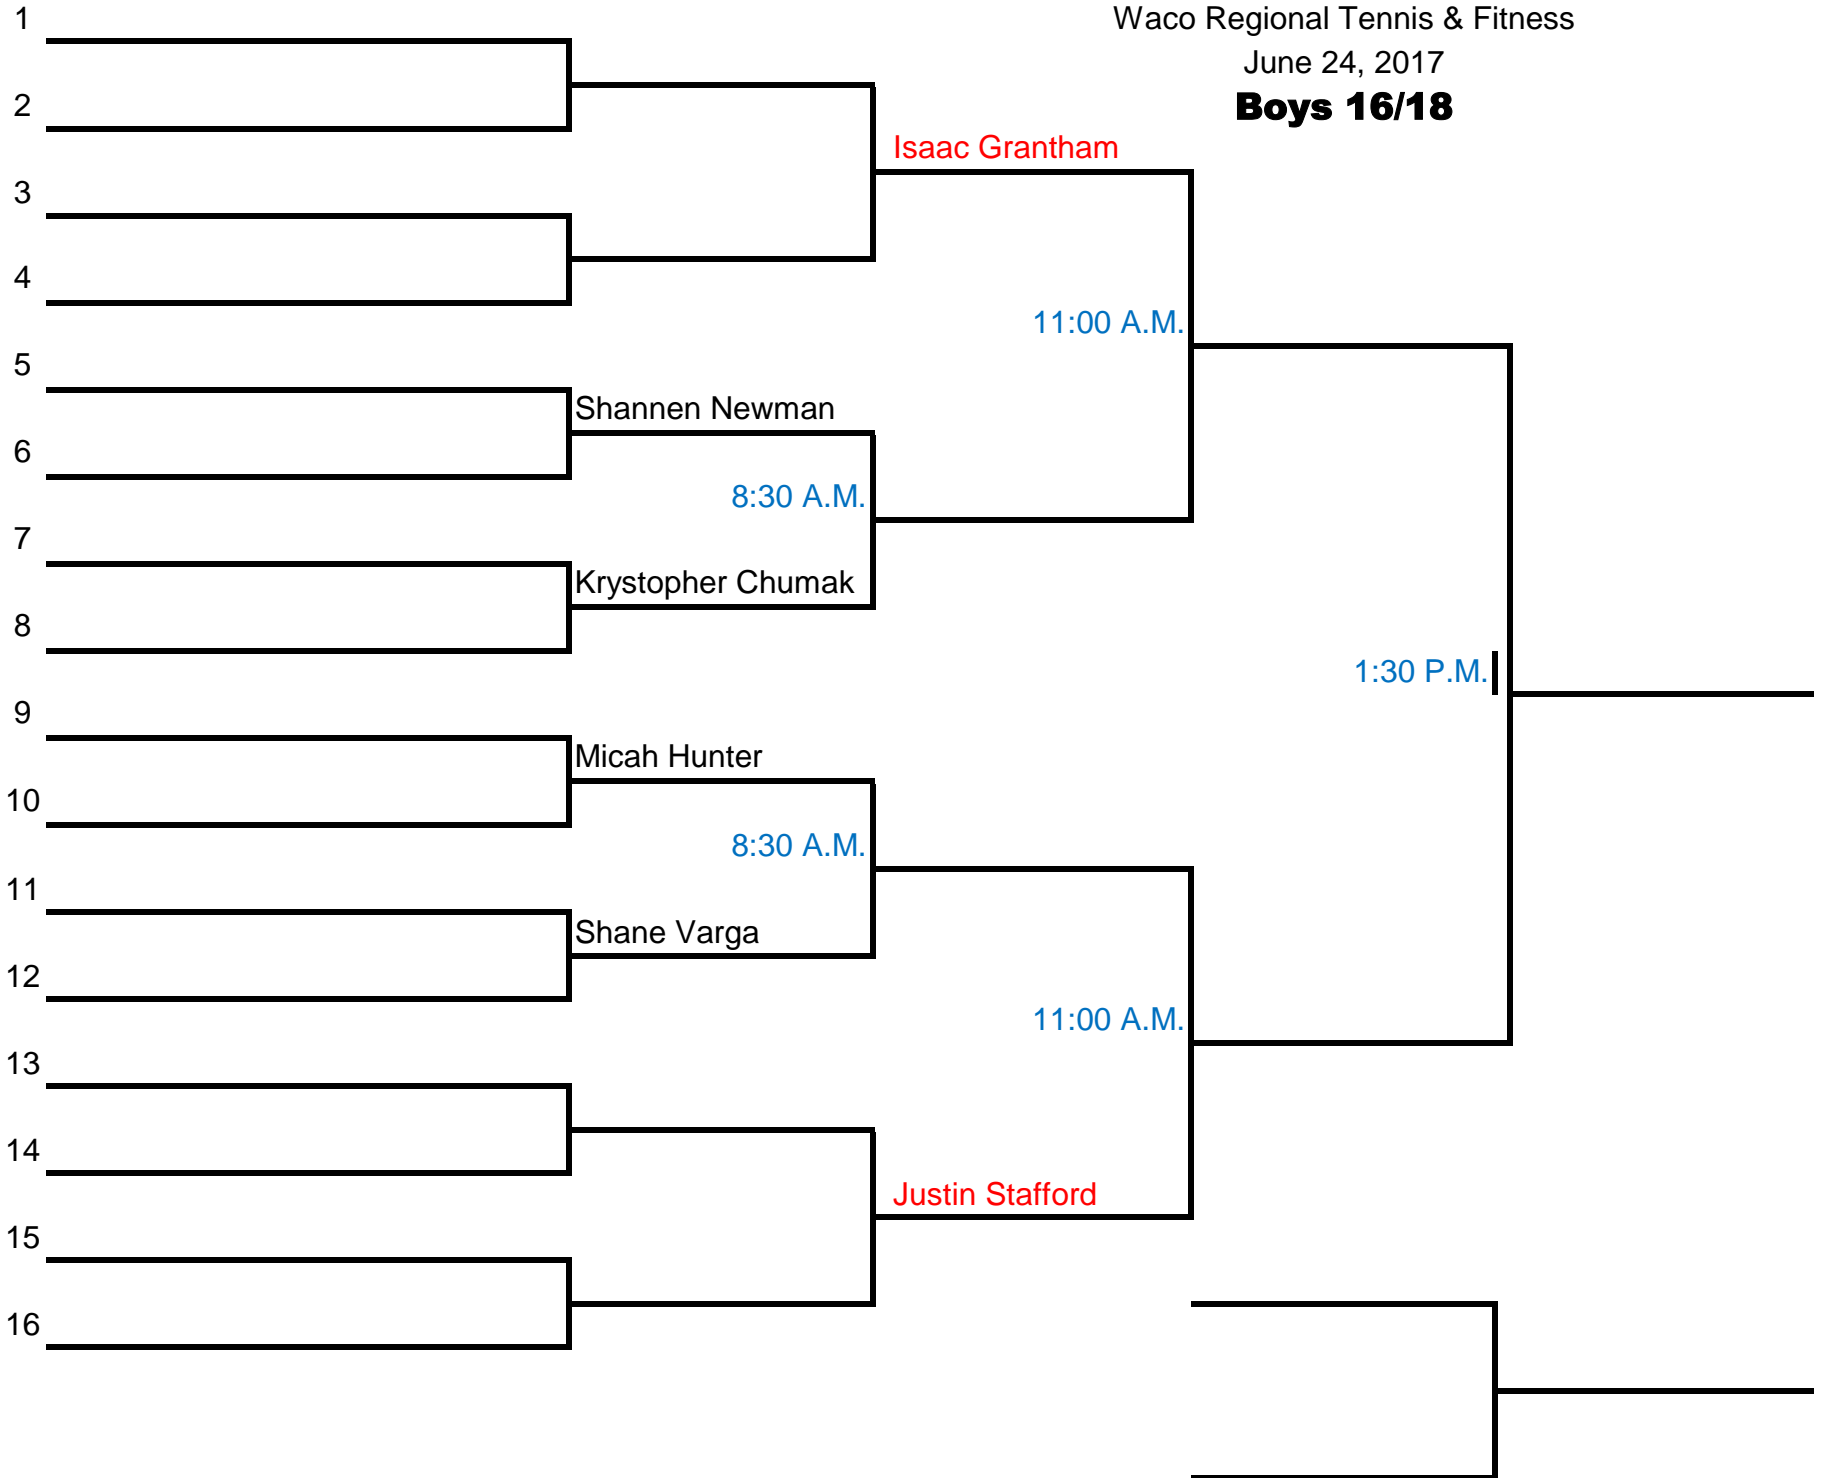 1
Waco Regional Tennis & Fitness
June 24, 2017
2
Boys 16/18
Isaac Grantham
3
4
11:00 A.M.
5
Shannen Newman
6
8:30 A.M.
7
Krystopher Chumak
8
1:30 P.M.
9
Micah Hunter
10
8:30 A.M.
11
Shane Varga
12
11:00 A.M.
13
14
Justin Stafford
15
16